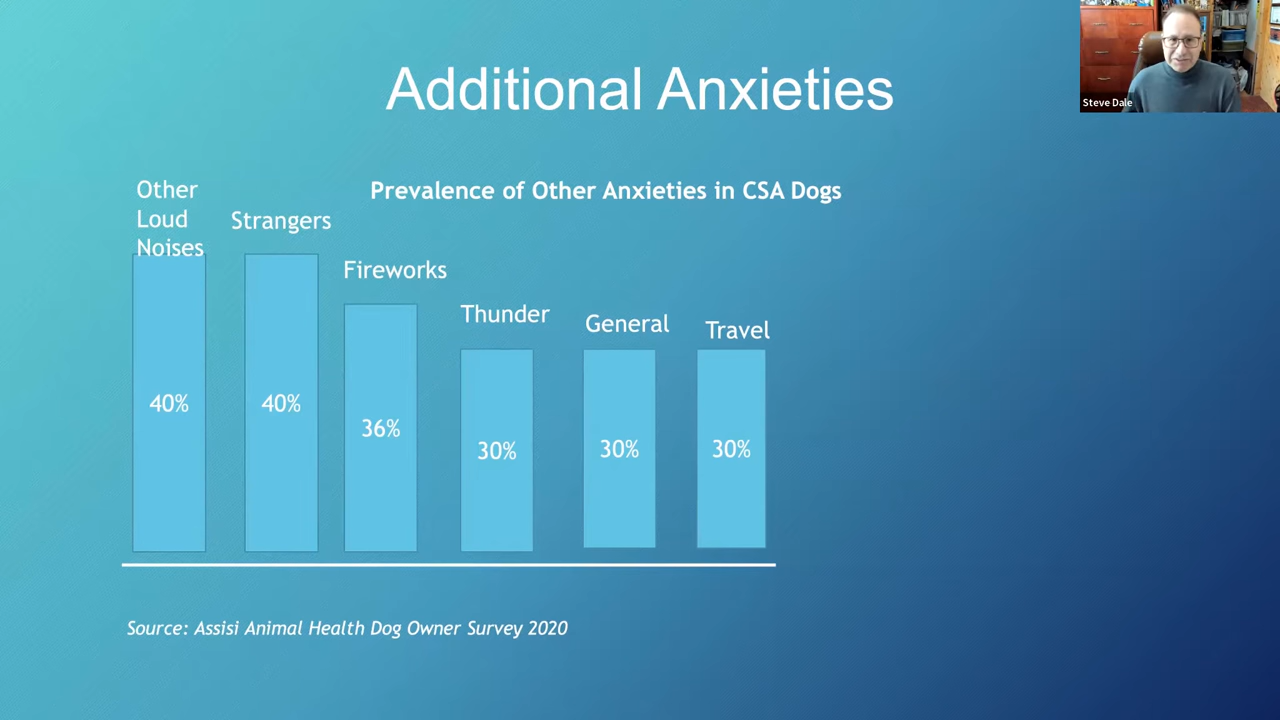 Additional Anxieties
Steve Dale
Prevalence of Other Anxieties in CSA Dogs
Other
Loud
Noises
Strangers
Fireworks
Thunder
General
Travel
40%
40%
36%
30%
30%
30%
Source: Assisi Animal Health Dog Owner Survey 2020